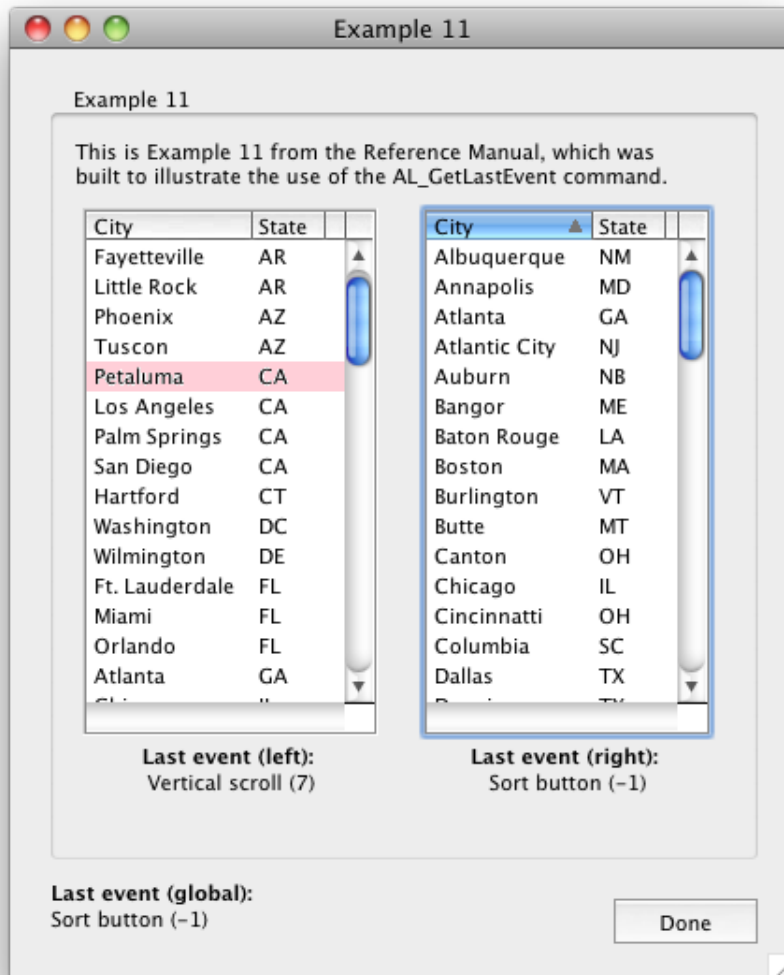 Example 11
Example 11
This is Example 11 from the Reference Manual, which was
built to illustrate the use of the AL_GetLastEvent command.
City State
Fayetteville AR
Little Rock AR
Phoenix AZ
Tuscon AZ
Petaluma CA
Los Angeles CA
Palm Springs CA
San Diego CA
Hartford CT
Washington DC
Wilmington DE
Ft. Lauderdale FL
Miami FL
Orlando FL
Atlanta GA
Last event (left):
Vertical scroll (7)
City State
Albuquerque NM
Annapolis MD
Atlanta GA
Atlantic City NJ
Auburn NB
Bangor ME
Baton Rouge LA
Boston MA
Burlington VT
Butte MT
Canton OH
Chicago IL
Cincinnatti OH
Columbia SC
Dallas TX
Last event (right):
Sort button (-1)
Last event (global):
Sort button (-1)
Done